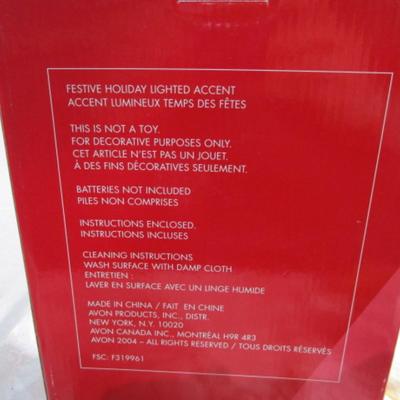 FESTIVE HOLIDAY LIGHTED ACCENT
ACCENT LUMINEUX TEMPS DES FÊTES
THIS IS NOT A TOY.
FOR DECORATIVE PURPOSES ONLY.
CET ARTICLE N'EST PAS UN JOUET.
À DES FINS DÉCORATIVES SEULEMENT.
BATTERIES NOT INCLUDED
PILES NON COMPRISES
INSTRUCTIONS ENCLOSED.
INSTRUCTIONS INCLUSES
CLEANING INSTRUCTIONS
WASH SURFACE WITH DAMP CLOTH
ENTRETIEN :
LAVER EN SURFACE AVEC UN LINGE HUMIDE
MADE IN CHINA / FAIT EN CHINE
AVON PRODUCTS, INC., DISTR.
NEW YORK, N.Y. 10020
AVON CANADA INC., MONTRÉAL H9R 4R3
AVON 2004 – ALL RIGHTS RESERVED / TOUS DROITS RÉSERVÉS
FSC: F319961